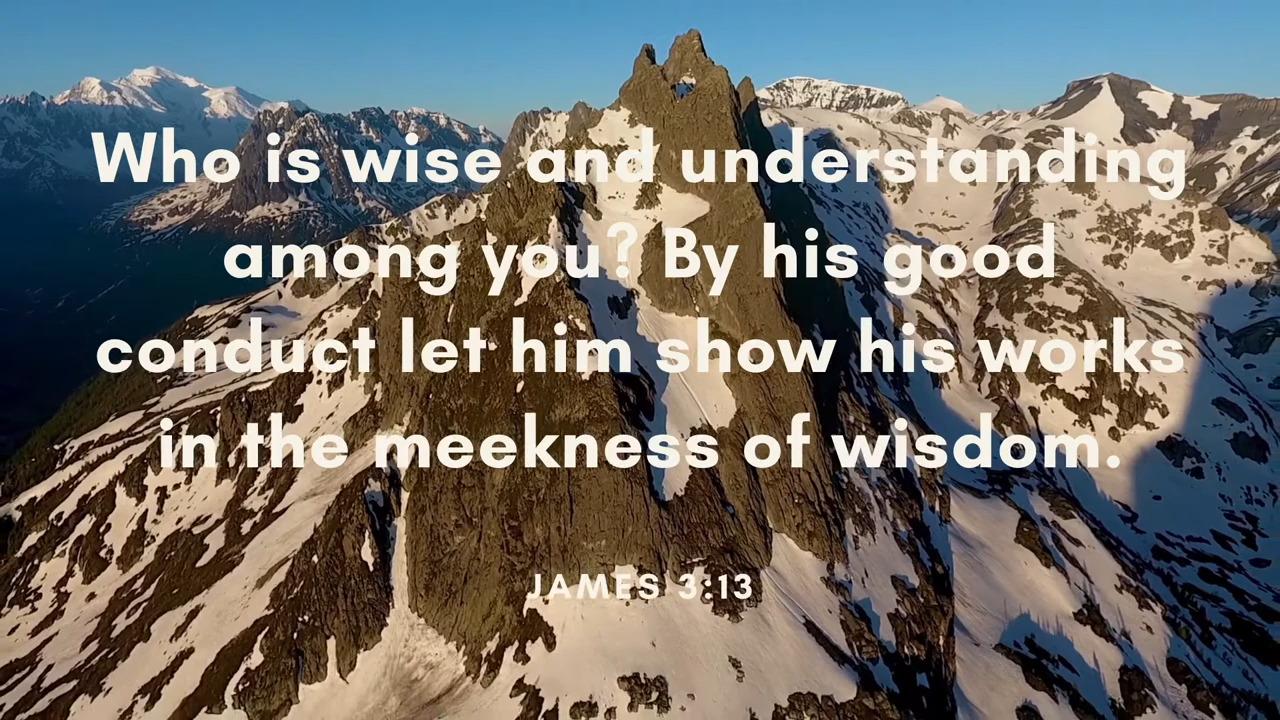 Who is wise and understanding
among you? By his good
conduct let him show his works
in the meekness of wisdom.
JAMES 3:13